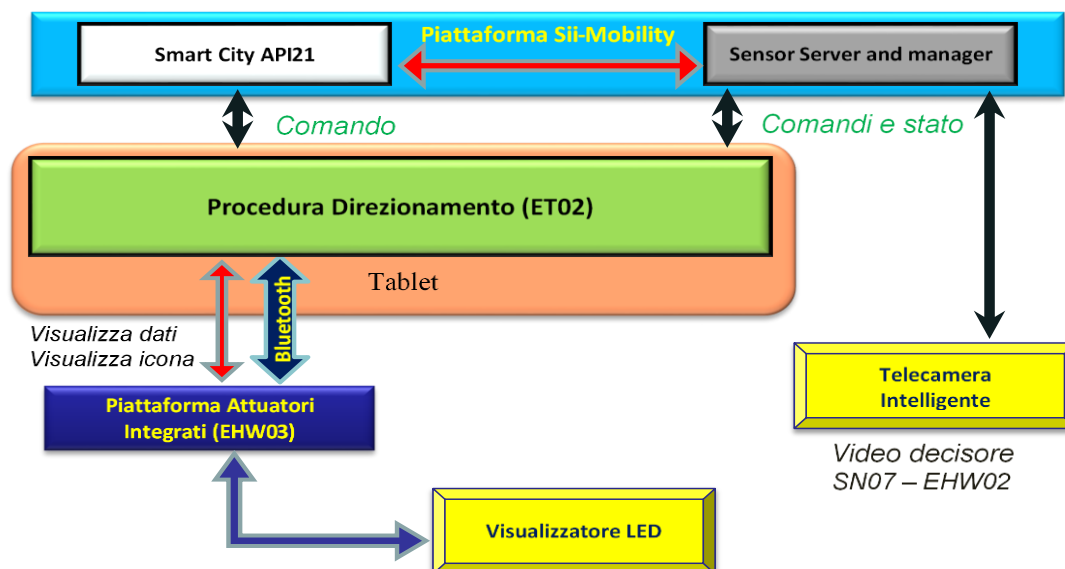 Piattaforma Sii-Mobility
Smart City API21
Sensor Server and manager
Comando
Comandi e stato
Procedura Direzionamento (ET02)
Tablet
Bluetooth
Visualizza dati
Visualizza icona
Piattaforma Attuatori
Integrati (EHW03)
Telecamera
Intelligente
Video decisore
SN07 – EHW02
Visualizzatore LED